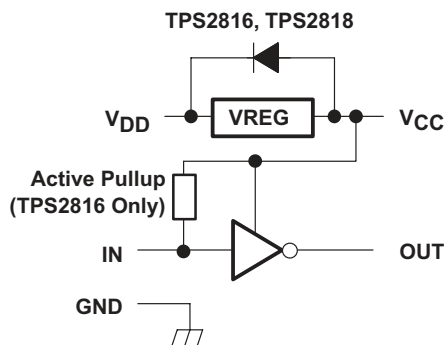 TPS2816, TPS2818
VDD
VREG
VCC
Active Pullup
(TPS2816 Only)
IN
OUT
GND